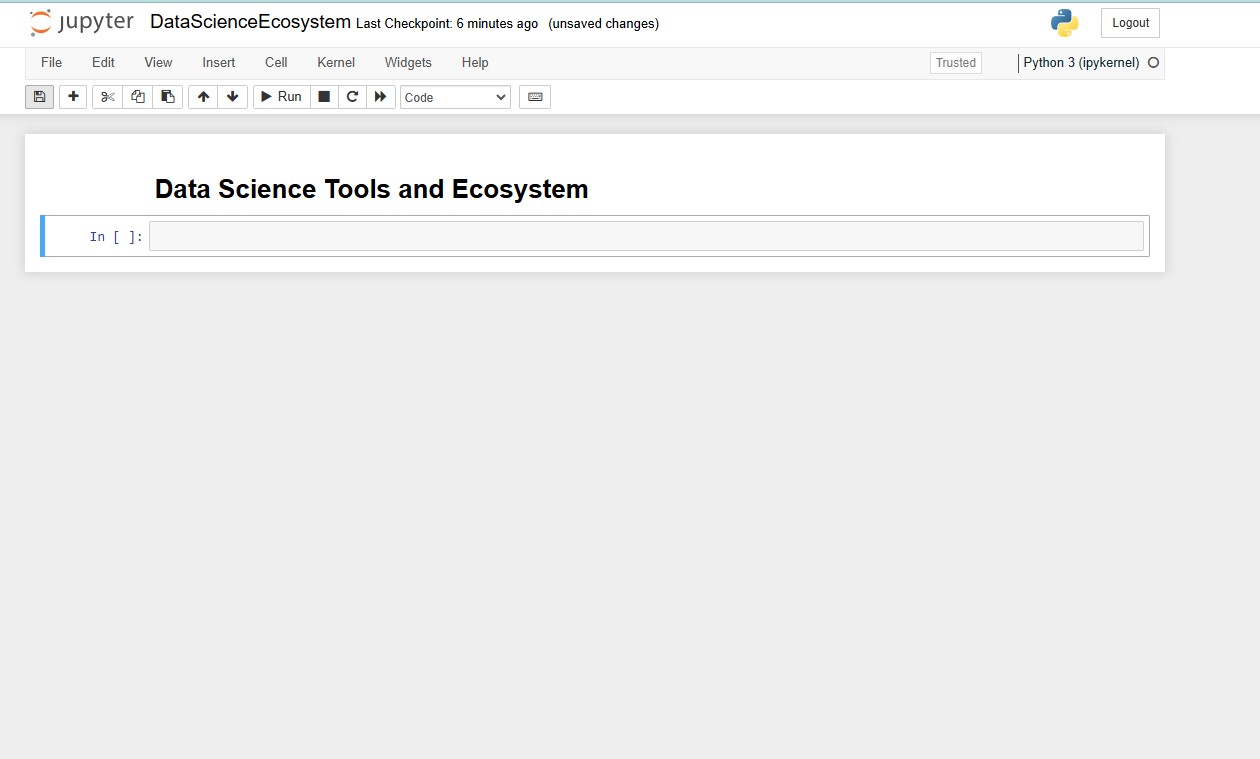 jupyter DataScienceEcosystem Last Checkpoint: 6 minutes ago (unsaved changes) Logout
File Edit View Insert Cell Kernel Widgets Help Trusted Python 3 (ipykernel)
Run Code
Data Science Tools and Ecosystem
In [ ]: